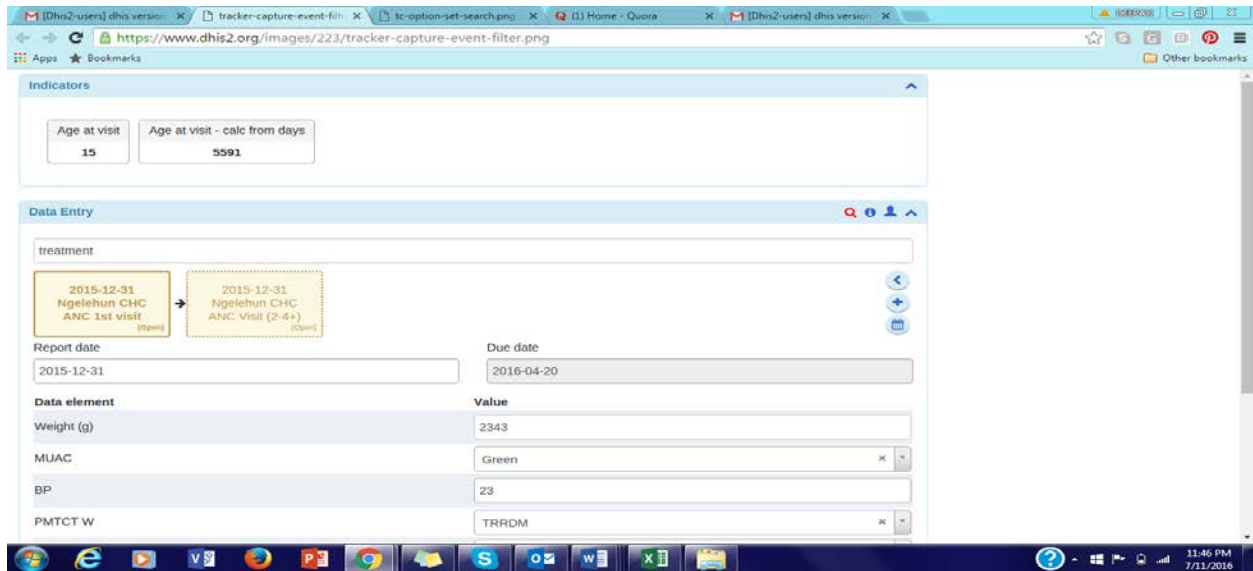 [Dhis2-users] dhis version
tracker-capture-event-filt
tc-option-set-search.png
(1) Home - Quora
[Dhis2-users] dhis version
https://www.dhis2.org/images/223/tracker-capture-event-filter.png
Apps
Bookmarks
Other bookmarks
Indicators
Age at visit
15
Age at visit - calc from days
5591
Data Entry
treatment
2015-12-31
Ngelehun CHC
ANC 1st visit
[Open]
2015-12-31
Ngelehun CHC
ANC Visit (2-4+)
[Open]
Report date
Due date
2015-12-31
2016-04-20
Data element
Value
Weight (g)
2343
MUAC
Green
BP
23
PMTCT W
TRRDM
11:46 PM
7/11/2016